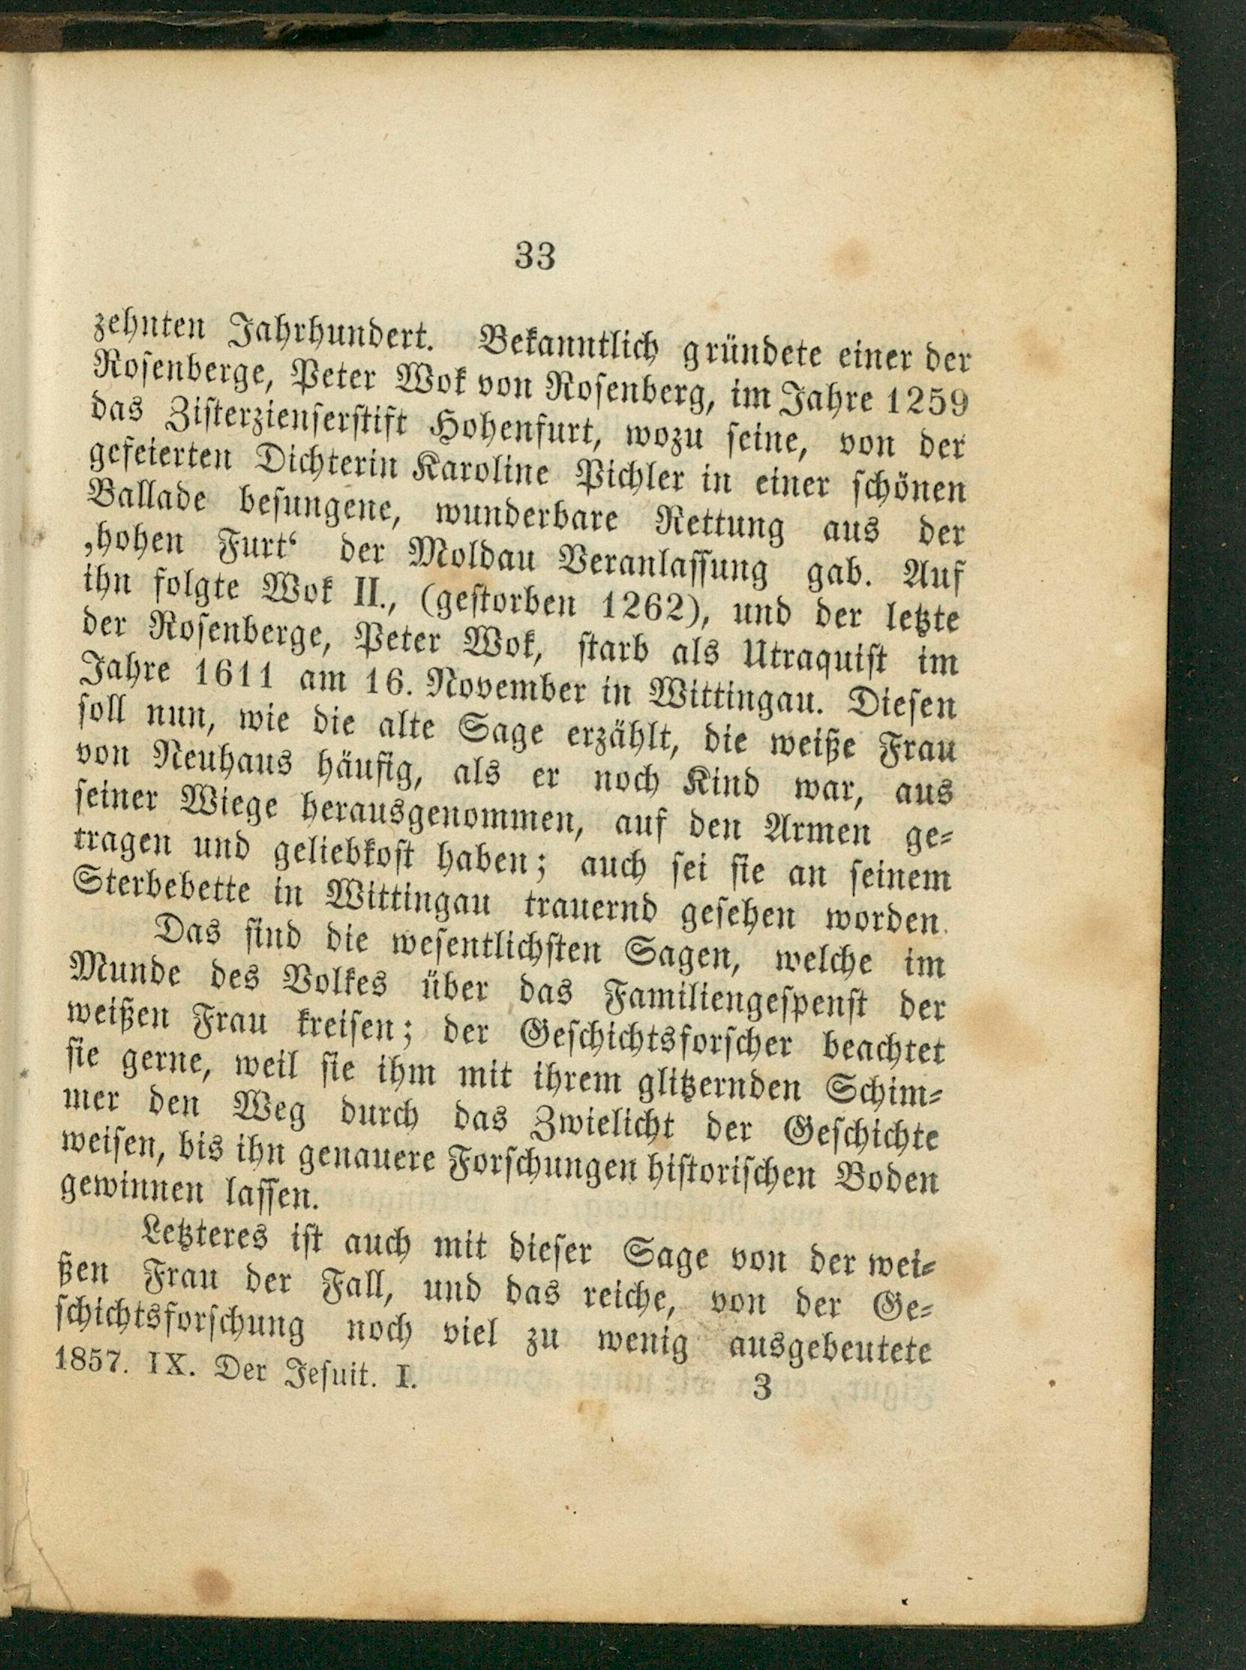 33
zehnten Jahrhundert. Bekanntlich gründete einer der
Rosenberge, Peter Wok von Rosenberg, im Jahre 1259
das Zisterzienserstift Hohenfurt, wozu seine, von der
gefeierten Dichterin Karoline Pichler in einer schönen
Ballade besungene, wunderbare Rettung aus der
‚hohen Furt‘ der Moldau Veranlassung gab. Auf
ihn folgte Wok II., (gestorben 1262), und der letzte
der Rosenberge, Peter Wok, starb als Utraquist im
Jahre 1611 am 16. November in Wittingau. Diesen
soll nun, wie die alte Sage erzählt, die weiße Frau
von Neuhaus häufig, als er noch Kind war, aus
seiner Wiege herausgenommen, auf den Armen ge-
tragen und geliebkost haben; auch sei sie an seinem
Sterbebette in Wittingau trauernd gesehen worden.
Das sind die wesentlichsten Sagen, welche im
Munde des Volkes über das Familiengespenst der
weißen Frau kreisen; der Geschichtsforscher beachtet
sie gerne, weil sie ihm mit ihrem glitzernden Schim-
mer den Weg durch das Zwielicht der Geschichte
weisen, bis ihn genauere Forschungen historischen Boden
gewinnen lassen.
Letzteres ist auch mit dieser Sage von der wei-
ßen Frau der Fall, und das reiche, von der Ge-
schichtsforschung noch viel zu wenig ausgebeutete
1857. IX. Der Jesuit. I. 3